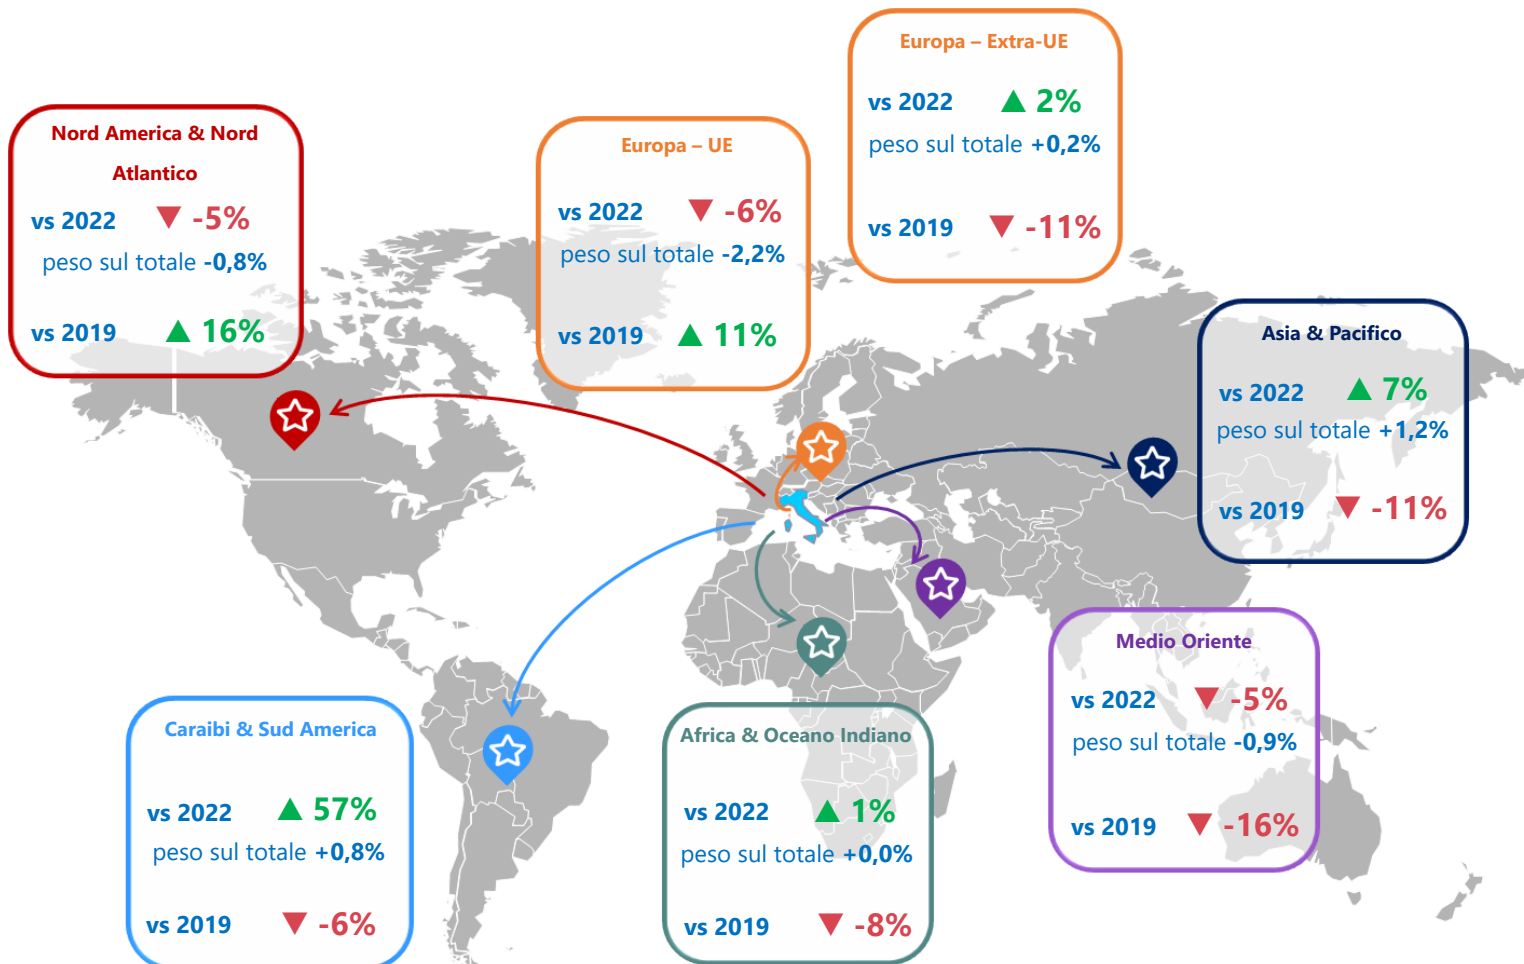 Europa – Extra-UE
vs 2022 ▲ 2%
peso sul totale +0,2%
vs 2019 ▼ -11%
Nord America & Nord
Atlantico
vs 2022 ▼ -5%
peso sul totale -0,8%
vs 2019 ▲ 16%
Europa – UE
vs 2022 ▼ -6%
peso sul totale -2,2%
vs 2019 ▲ 11%
Asia & Pacifico
vs 2022 ▲ 7%
peso sul totale +1,2%
vs 2019 ▼ -11%
Medio Oriente
vs 2022 ▼ -5%
peso sul totale -0,9%
vs 2019 ▼ -16%
Caraibi & Sud America
vs 2022 ▲ 57%
peso sul totale +0,8%
vs 2019 ▼ -6%
Africa & Oceano Indiano
vs 2022 ▲ 1%
peso sul totale +0,0%
vs 2019 ▼ -8%